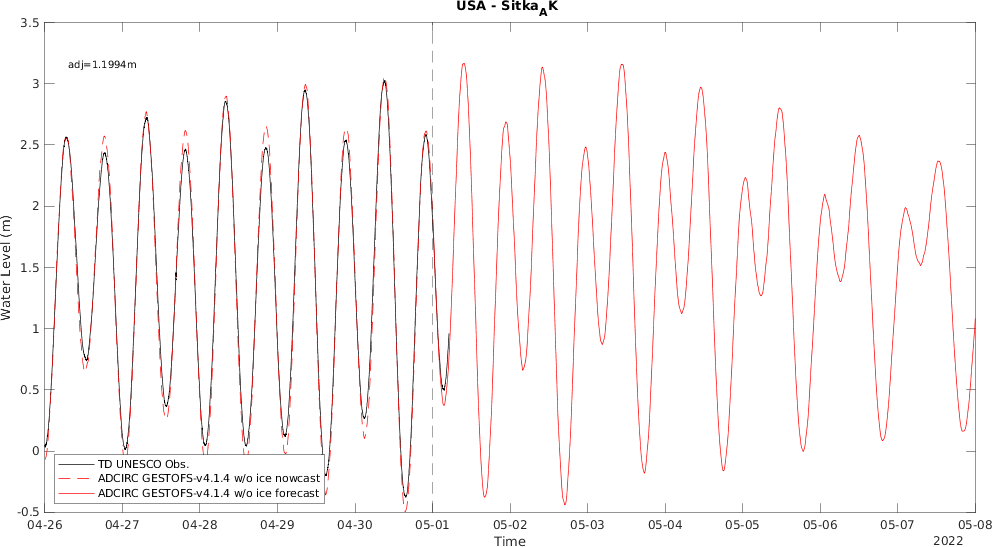 USA - SitkaAK
3.5
adj=1.1994m
3
2.5
2
1.5
1
0.5
0
-0.5
Water Level (m)
TD UNESCO Obs.
ADCIRC GESTOFS-v4.1.4 w/o ice nowcast
ADCIRC GESTOFS-v4.1.4 w/o ice forecast
04-26 04-27 04-28 04-29 04-30 05-01 05-02 05-03 05-04 05-05 05-06 05-07 05-08
Time
2022